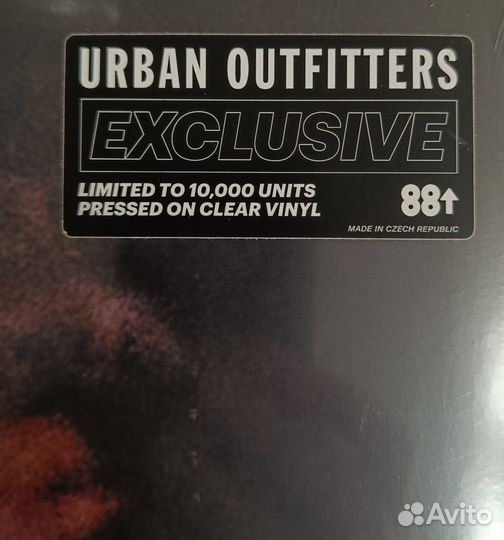 URBAN OUTFITTERS
EXCLUSIVE
LIMITED TO 10,000 UNITS
PRESSED ON CLEAR VINYL
88↑
MADE IN CZECH REPUBLIC
Avito